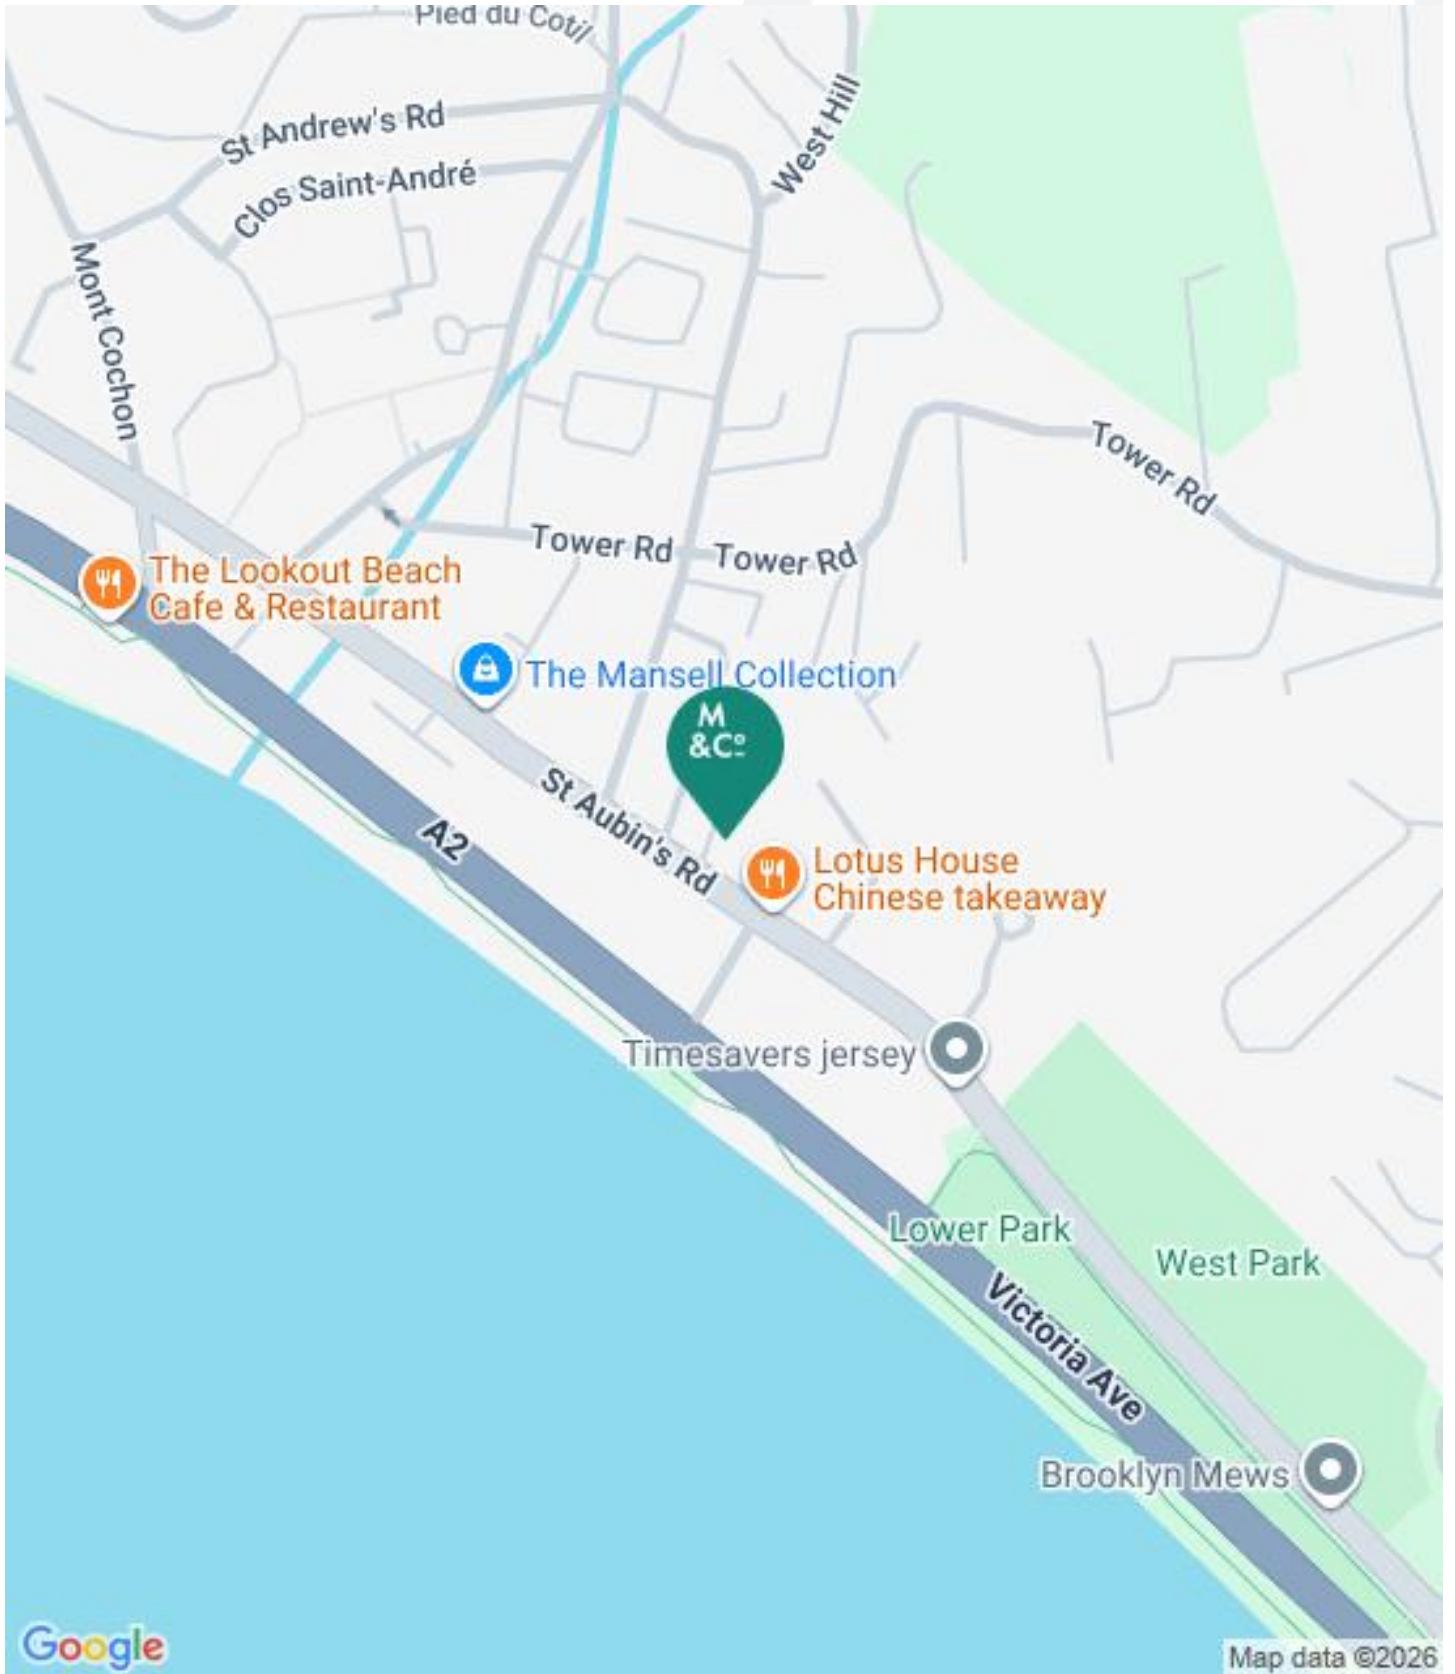 Pied du Cotil
St Andrew's Rd
West Hill
Clos Saint-André
Mont Cochon
Tower Rd
Tower Rd
Tower Rd
The Lookout Beach
Cafe & Restaurant
The Mansell Collection
M
&Cº
St Aubin's Rd
A2
Lotus House
Chinese takeaway
Timesavers jersey
Lower Park
West Park
Victoria Ave
Brooklyn Mews
Google
Map data ©2026